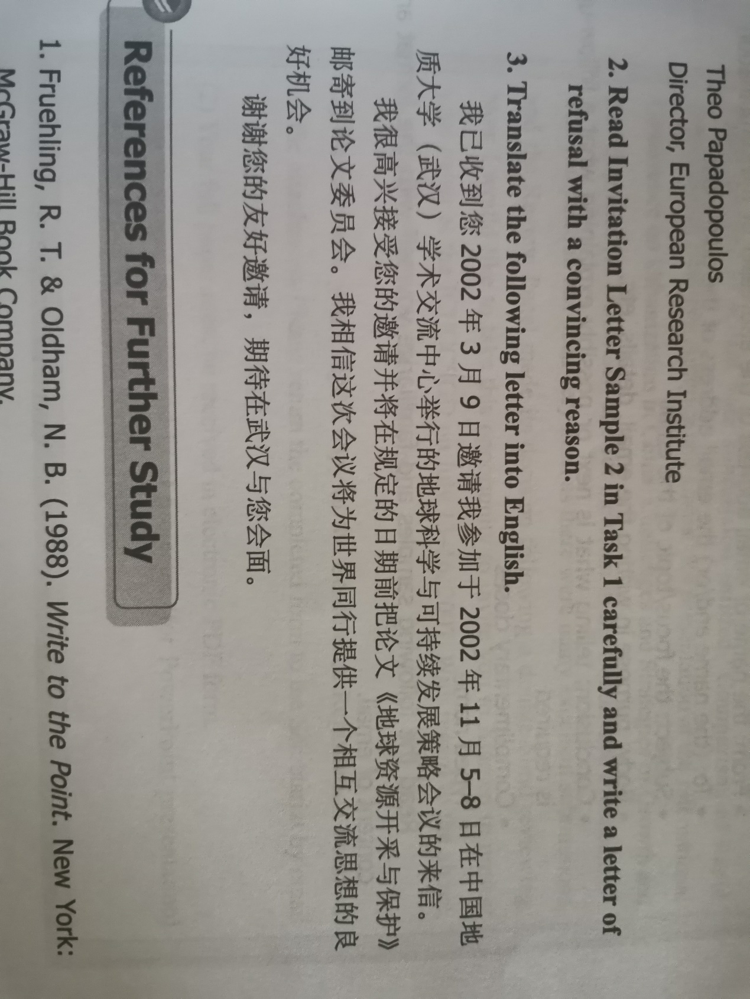 Theo Papadopoulos
Director, European Research Institute
2. Read Invitation Letter Sample 2 in Task 1 carefully and write a letter of
refusal with a convincing reason.
3. Translate the following letter into English.
我已收到您 2002 年 3 月 9 日邀请我参加于 2002 年 11 月 5–8 日在中国地
质大学（武汉）学术交流中心举行的地球科学与可持续发展策略会议的来信。
我很高兴接受您的邀请并将在规定的日期前把论文《地球资源开采与保护》
邮寄到论文委员会。我相信这次会议将为世界同行提供一个相互交流思想的良
好机会。
谢谢您的友好邀请，期待在武汉与您会面。
References for Further Study
1. Fruehling, R. T. & Oldham, N. B. (1988). Write to the Point. New York:
McGraw-Hill Book Company.